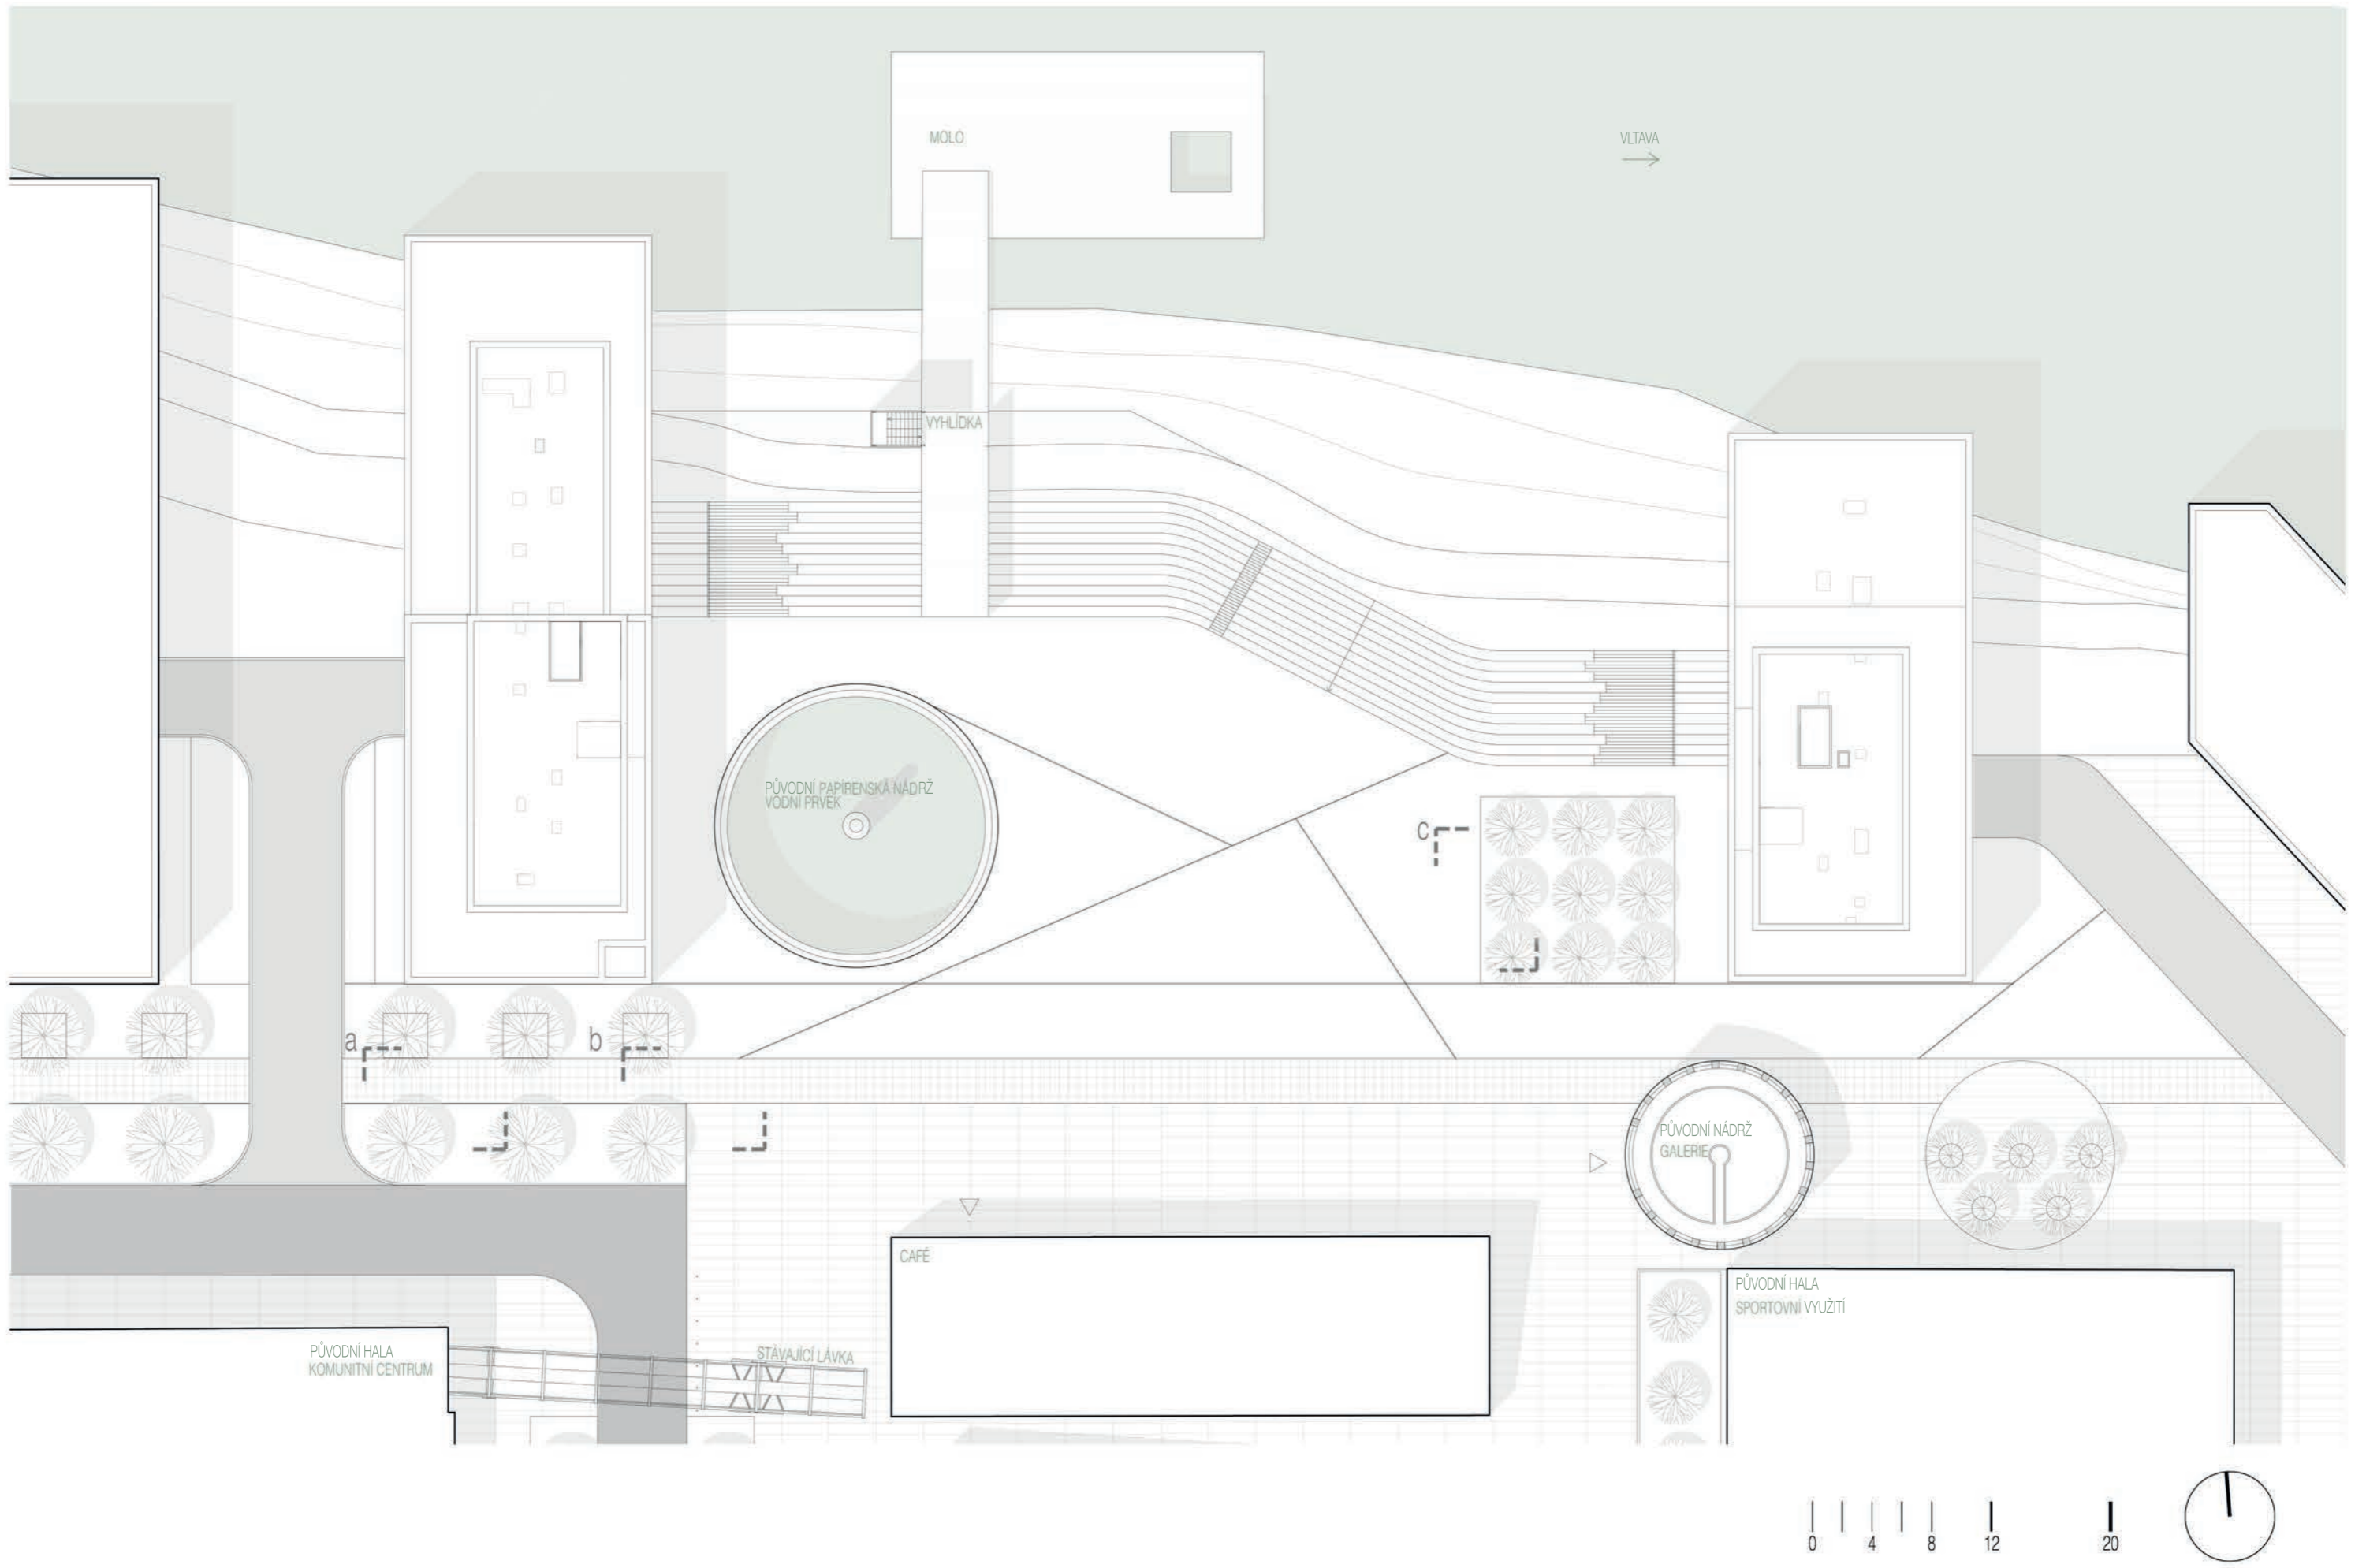 MOLO
VLTAVA
VYHLÍDKA
PŮVODNÍ PAPÍRENSKÁ NÁDRŽ
VODNÍ PRVEK
c
a
b
PŮVODNÍ NÁDRŽ
GALERIE
CAFÉ
PŮVODNÍ HALA
SPORTOVNÍ VYUŽITÍ
PŮVODNÍ HALA
KOMUNITNÍ CENTRUM
STÁVAJÍCÍ LÁVKA
0 4 8 12 20